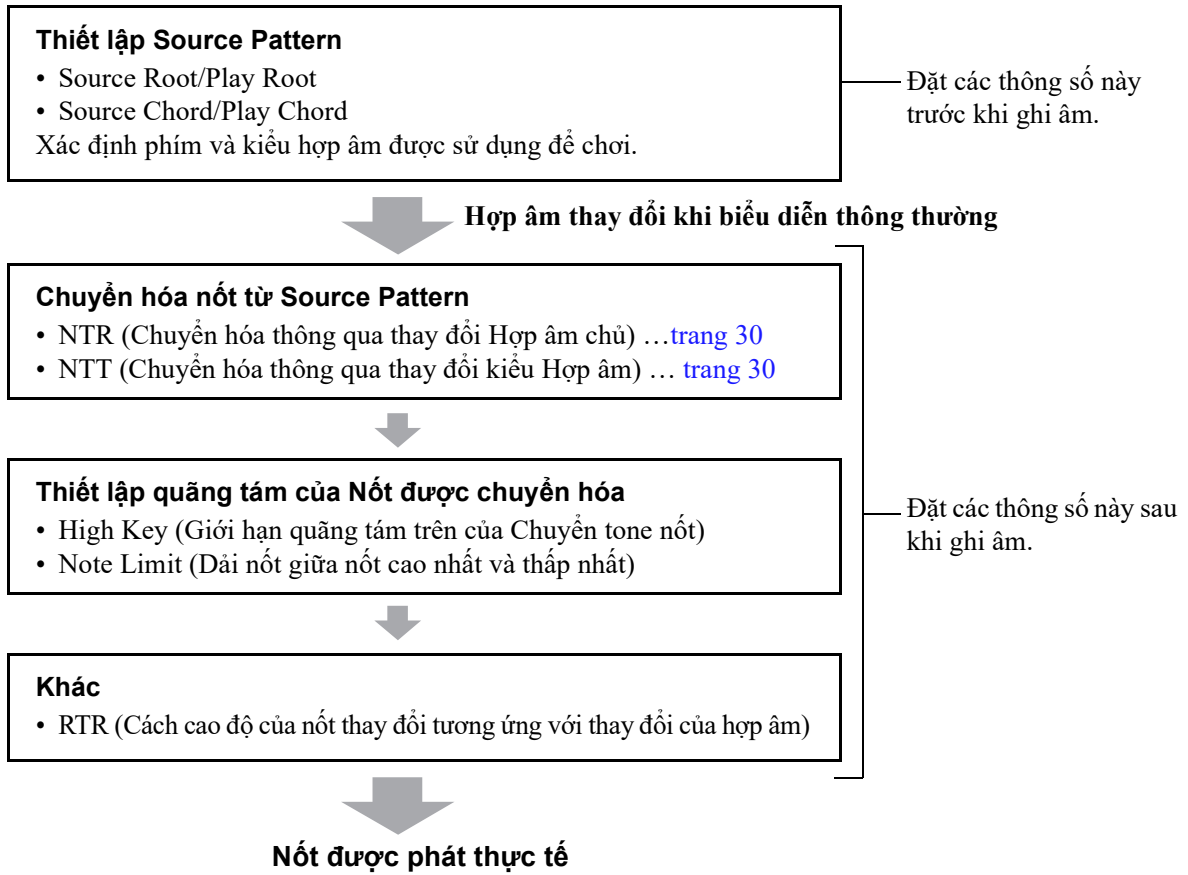 Thiết lập Source Pattern
• Source Root/Play Root
• Source Chord/Play Chord
Xác định phím và kiểu hợp âm được sử dụng để chơi.
Đặt các thông số này
trước khi ghi âm.
Hợp âm thay đổi khi biểu diễn thông thường
Chuyển hóa nốt từ Source Pattern
• NTR (Chuyển hóa thông qua thay đổi Hợp âm chủ) …trang 30
• NTT (Chuyển hóa thông qua thay đổi kiểu Hợp âm) … trang 30
Thiết lập quãng tám của Nốt được chuyển hóa
• High Key (Giới hạn quãng tám trên của Chuyển tone nốt)
• Note Limit (Dải nốt giữa nốt cao nhất và thấp nhất)
Đặt các thông số này sau
khi ghi âm.
Khác
• RTR (Cách cao độ của nốt thay đổi tương ứng với thay đổi của hợp âm)
Nốt được phát thực tế